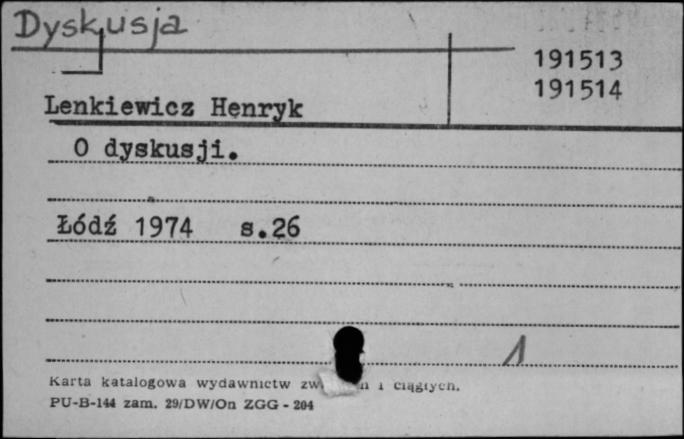 Dyskusja
191513
191514
Lenkiewicz Henryk
O dyskusji.
Łódź 1974 s.26
1
Karta katalogowa wydawnictw i ciągłych.
PU-B-144 zam. 29/DW/On ZGG - 204